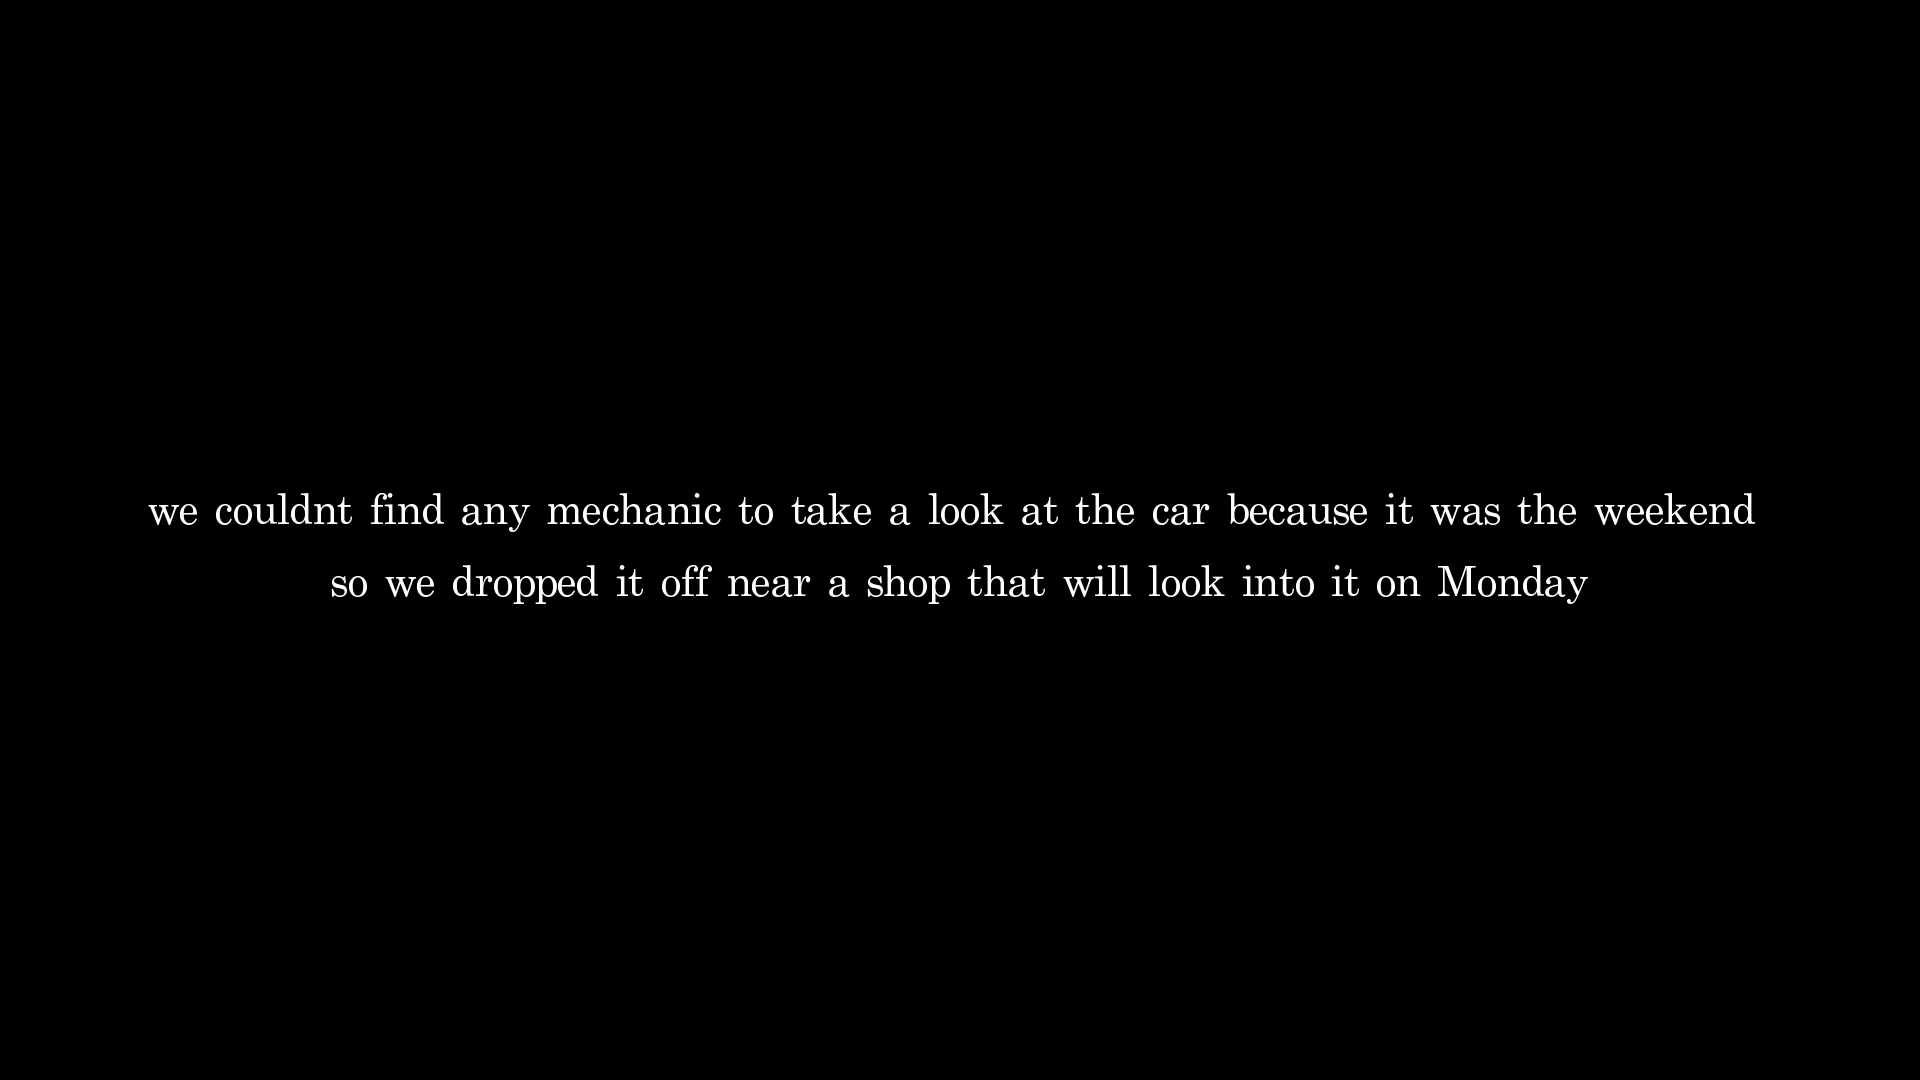 we couldnt find any mechanic to take a look at the car because it was the weekend
so we dropped it off near a shop that will look into it on Monday